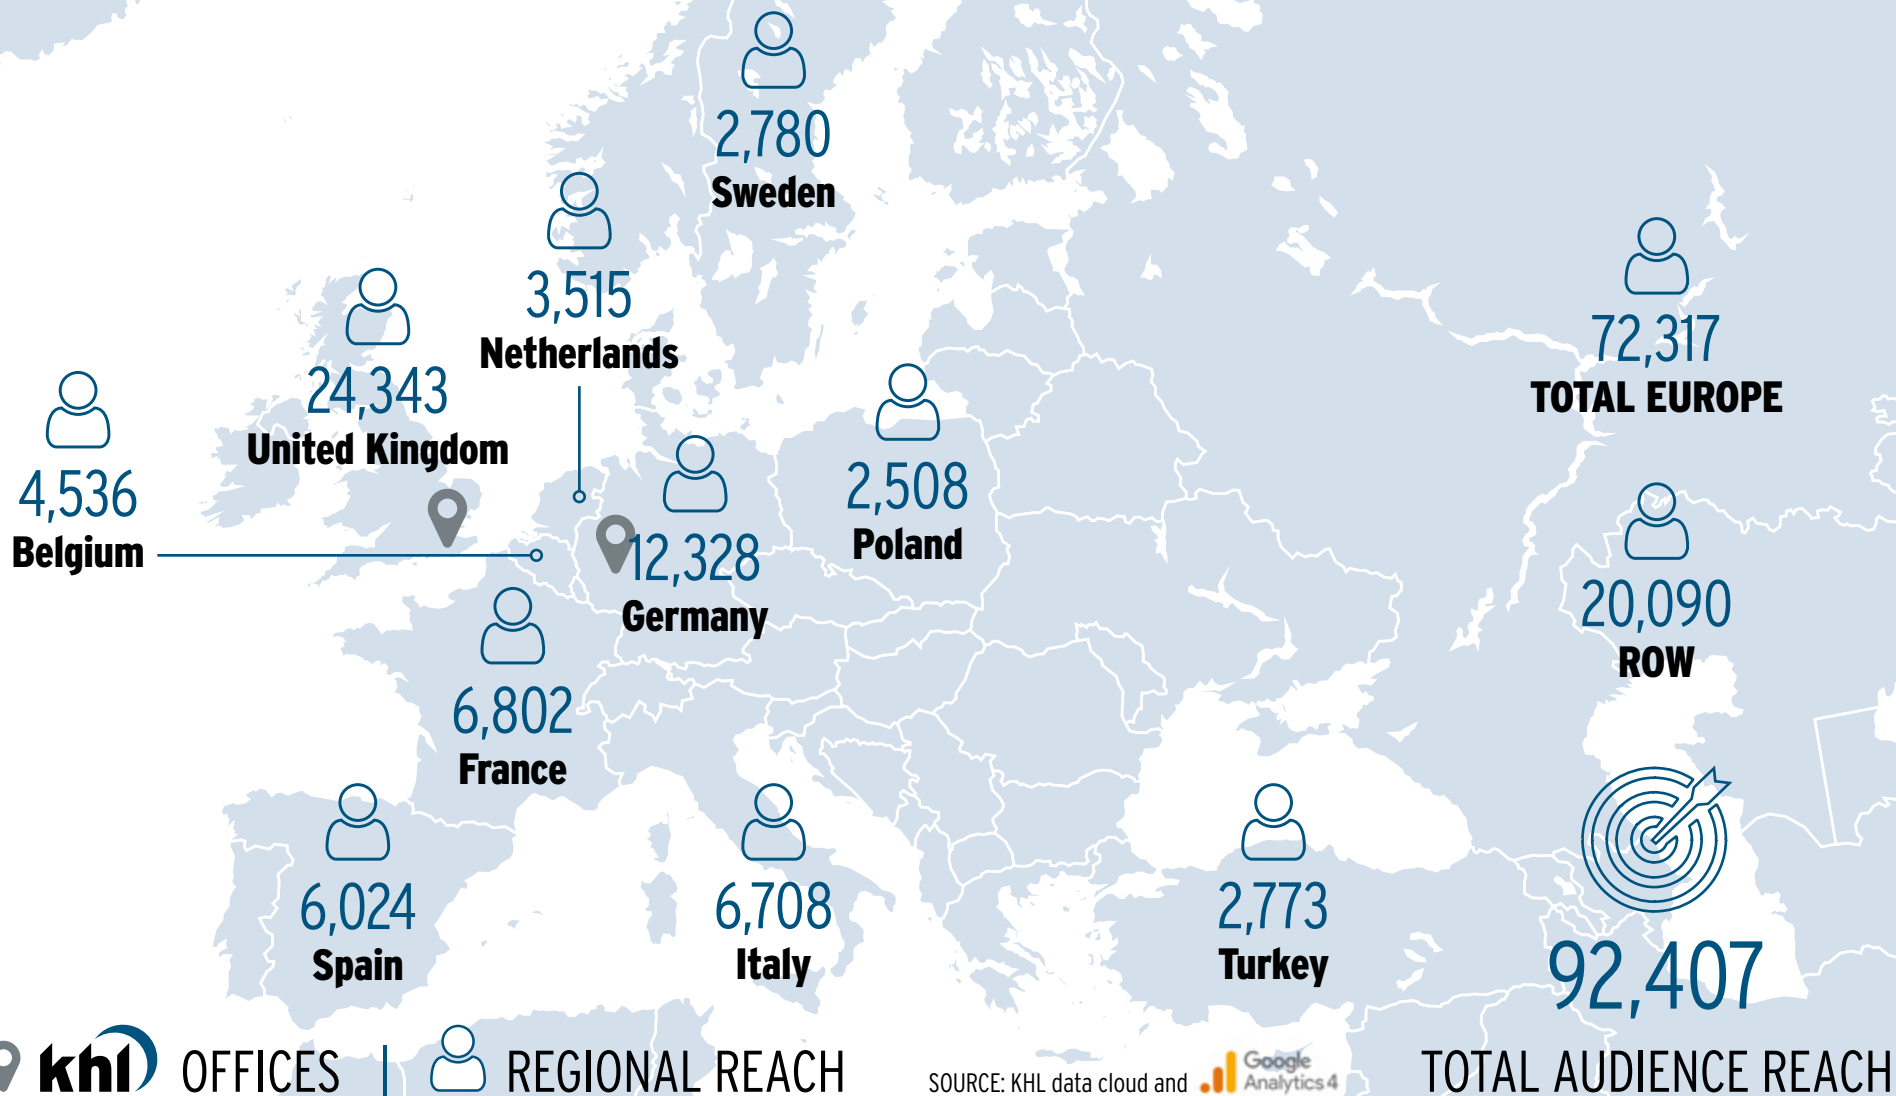 2,780
Sweden
3,515
Netherlands
24,343
United Kingdom
72,317
TOTAL EUROPE
4,536
Belgium
2,508
Poland
12,328
Germany
20,090
ROW
6,802
France
6,024
Spain
6,708
Italy
2,773
Turkey
92,407
khl OFFICES | REGIONAL REACH
SOURCE: KHL data cloud and Google Analytics 4
TOTAL AUDIENCE REACH